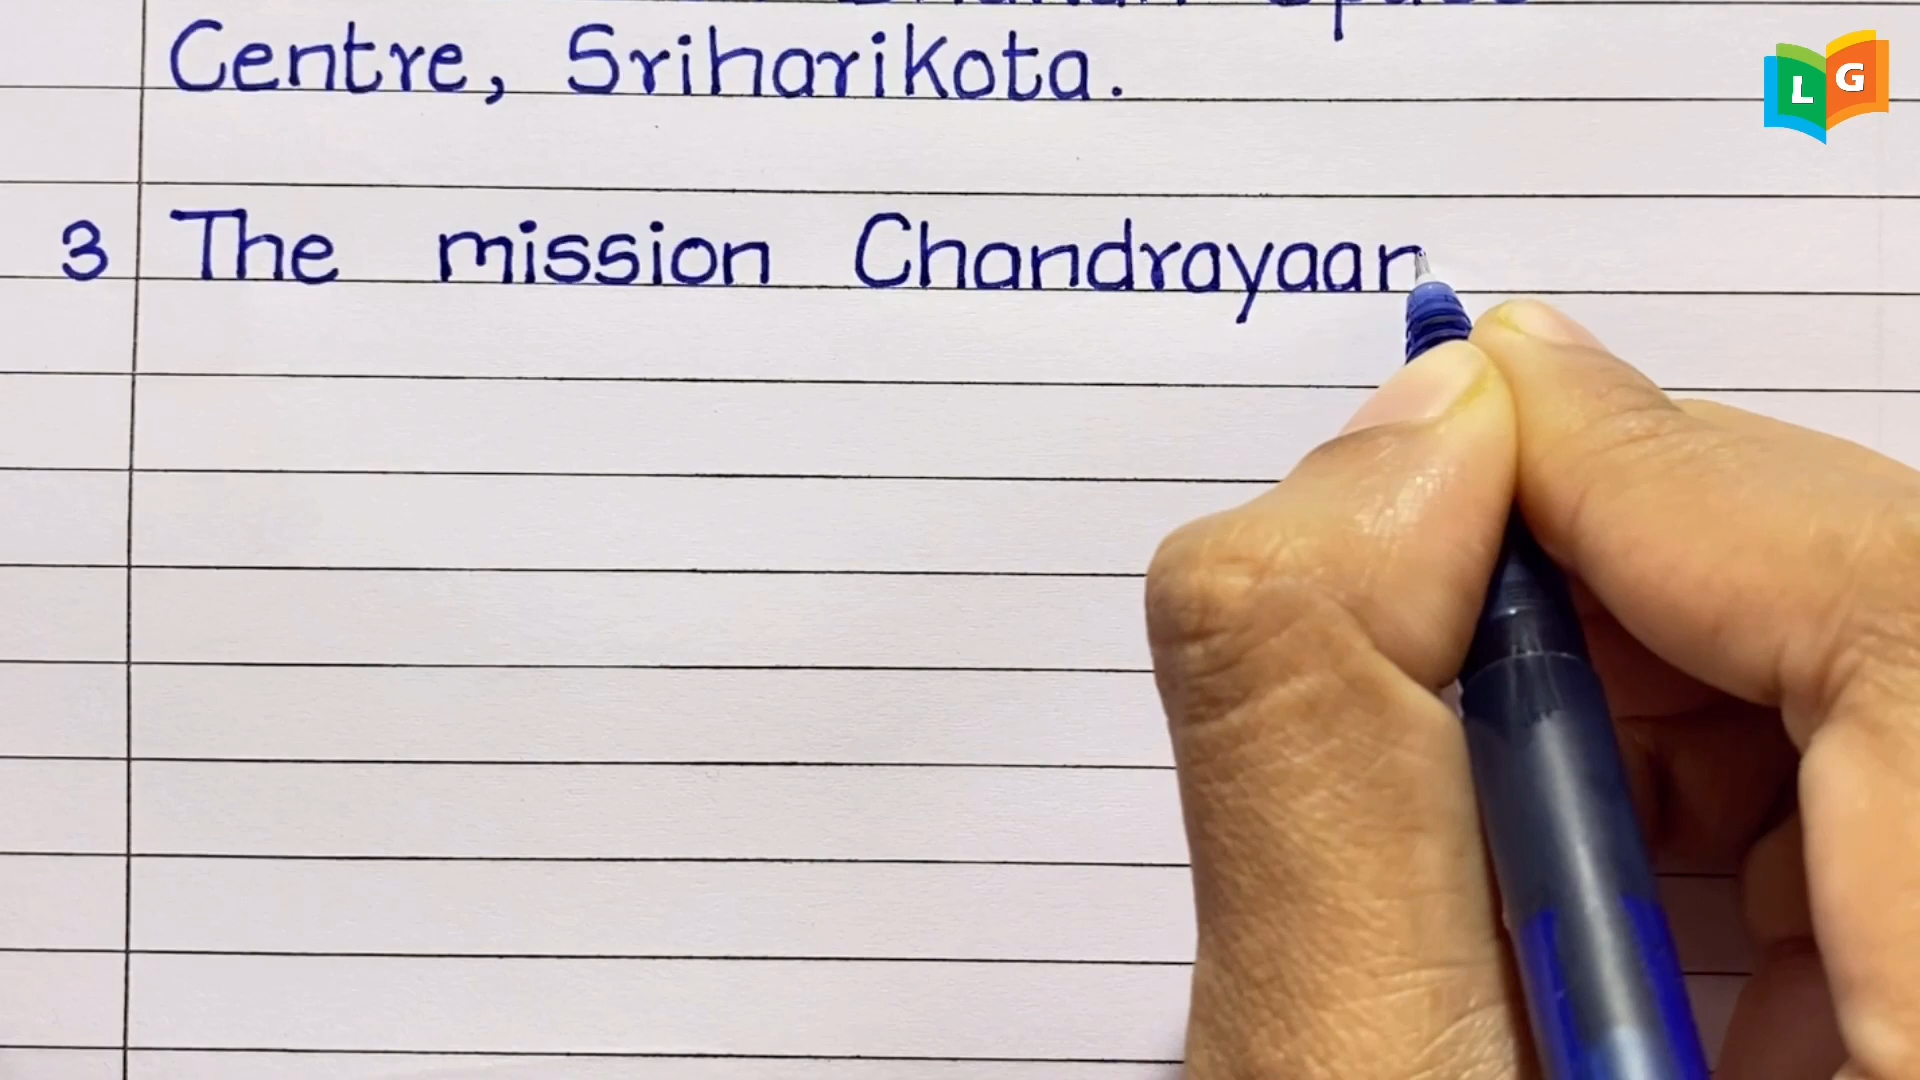 Centre, Sriharikota.
L G
3 The mission Chandrayaan